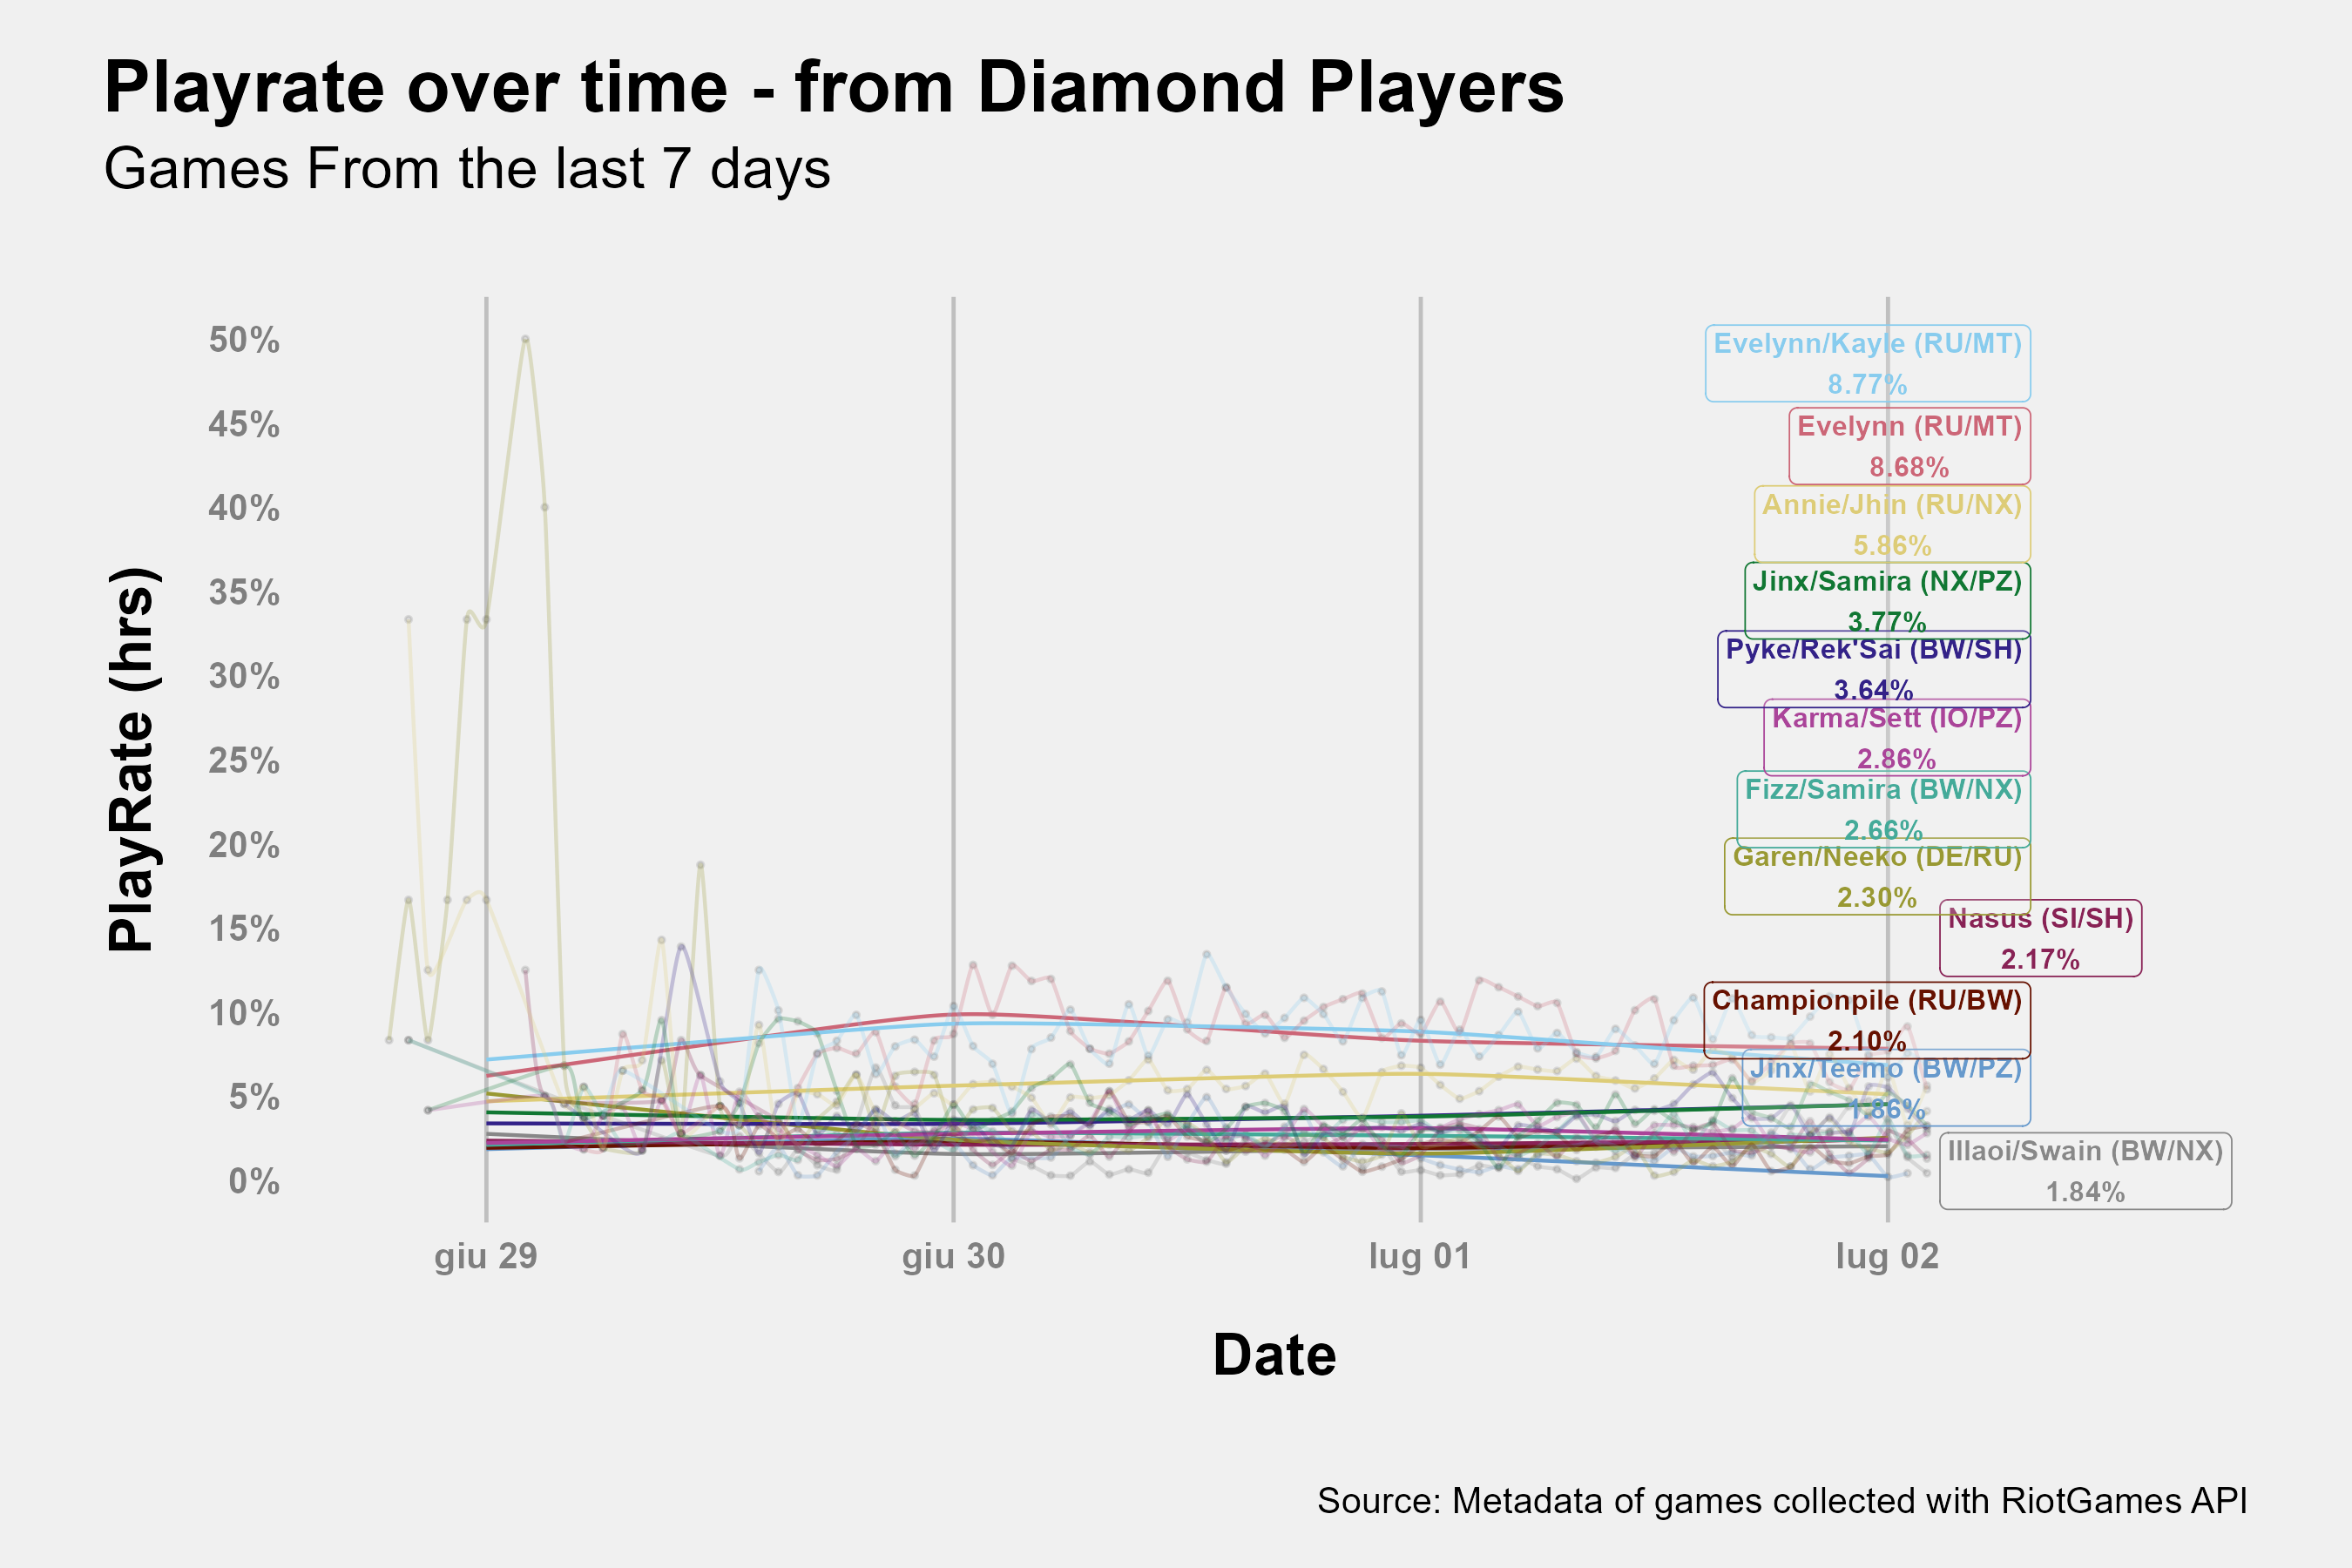 Playrate over time - from Diamond Players
Games From the last 7 days
PlayRate (hrs)
50%
45%
40%
35%
30%
25%
20%
15%
10%
5%
0%
Evelynn/Kayle (RU/MT)
8.77%
Evelynn (RU/MT)
8.68%
Annie/Jhin (RU/NX)
5.86%
Jinx/Samira (NX/PZ)
3.77%
Pyke/Rek'Sai (BW/SH)
3.64%
Karma/Sett (IO/PZ)
2.86%
Fizz/Samira (BW/NX)
2.66%
Garen/Neeko (DE/RU)
2.30%
Nasus (SI/SH)
2.17%
Championpile (RU/BW)
2.10%
Jinx/Teemo (BW/PZ)
1.86%
Illaoi/Swain (BW/NX)
1.84%
giu 29
giu 30
lug 01
lug 02
Date
Source: Metadata of games collected with RiotGames API